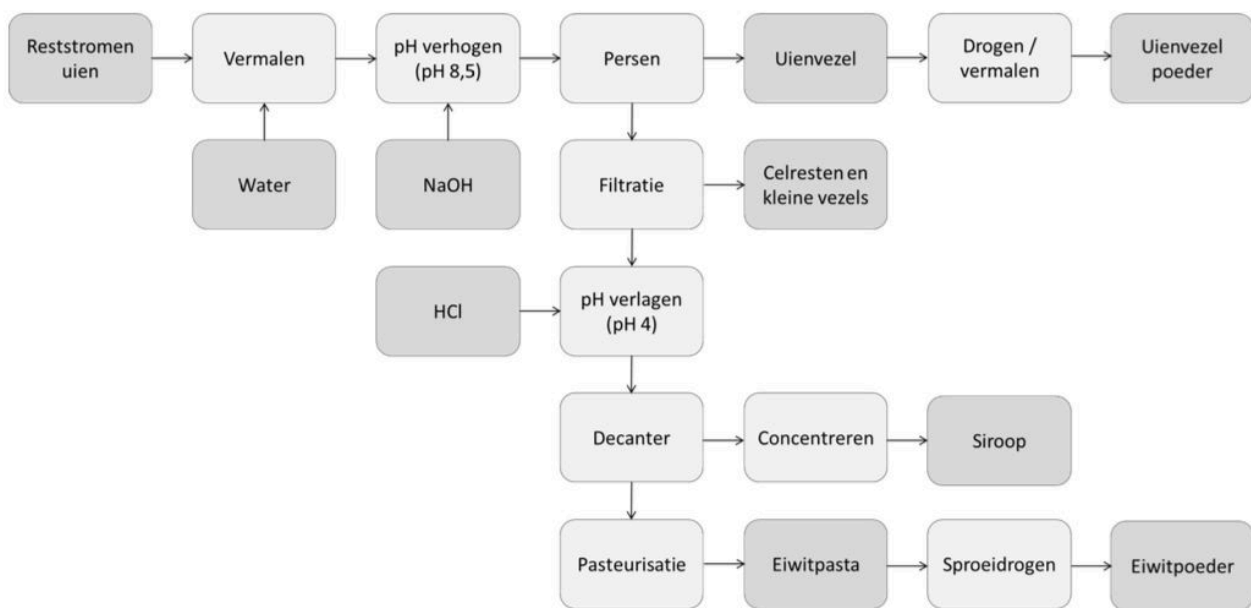 Reststromen
uien
Vermalen
pH verhogen
(pH 8,5)
Persen
Uienvezel
Drogen /
vermalen
Uienvezel
poeder
Water
NaOH
Filtratie
Celresten en
kleine vezels
HCl
pH verlagen
(pH 4)
Decanter
Concentreren
Siroop
Pasteurisatie
Eiwitpasta
Sproeidrogen
Eiwitpoeder